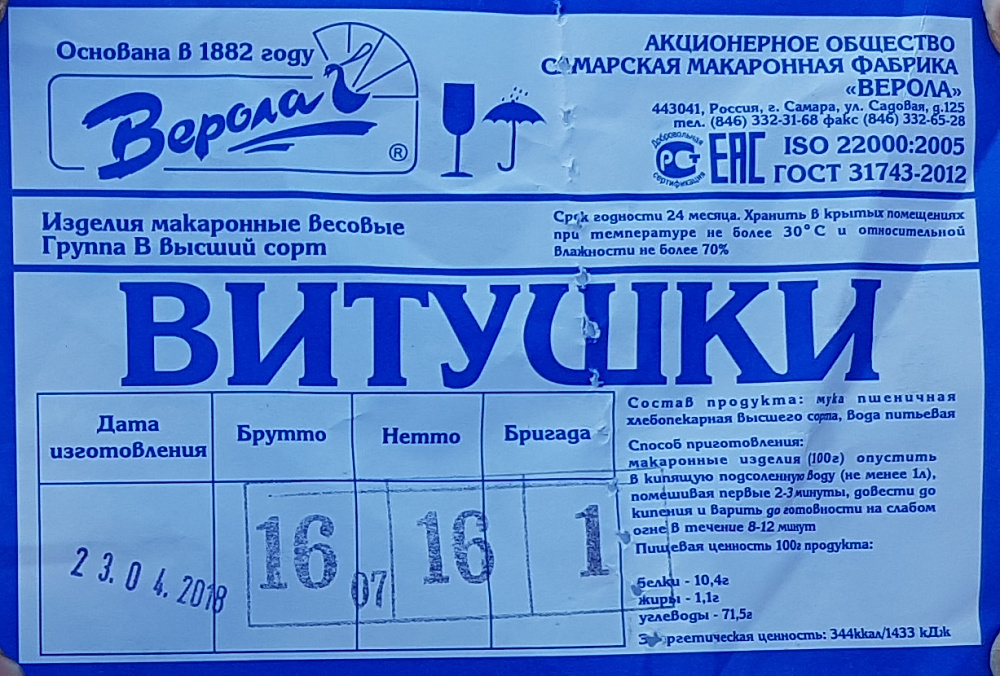 Основана в 1882 году
Верола
®
АКЦИОНЕРНОЕ ОБЩЕСТВО
САМАРСКАЯ МАКАРОННАЯ ФАБРИКА
«ВЕРОЛА»
443041, Россия, г. Самара, ул. Садовая, д.125
тел. (846) 332-31-68 факс (846) 332-65-28
Добровольная
РСТ
сертификация
ЕАС
ISO 22000:2005
ГОСТ 31743-2012
Изделия макаронные весовые
Группа В высший сорт
Срок годности 24 месяца. Хранить в крытых помещениях
при температуре не более 30°С и относительной
влажности не более 70%
ВИТУШКИ
Дата
изготовления
Брутто
Нетто
Бригада
23.04.2018
16
07
16
1
Состав продукта: мука пшеничная
хлебопекарная высшего сорта, вода питьевая
Способ приготовления:
макаронные изделия (100г) опустить
в кипящую подсоленную воду (не менее 1л),
помешивая первые 2-3 минуты, довести до
кипения и варить до готовности на слабом
огне в течение 8-12 минут
Пищевая ценность 100г продукта:
белки - 10,4г
жиры - 1,1г
углеводы - 71,5г
Энергетическая ценность: 344ккал/1433 кДж